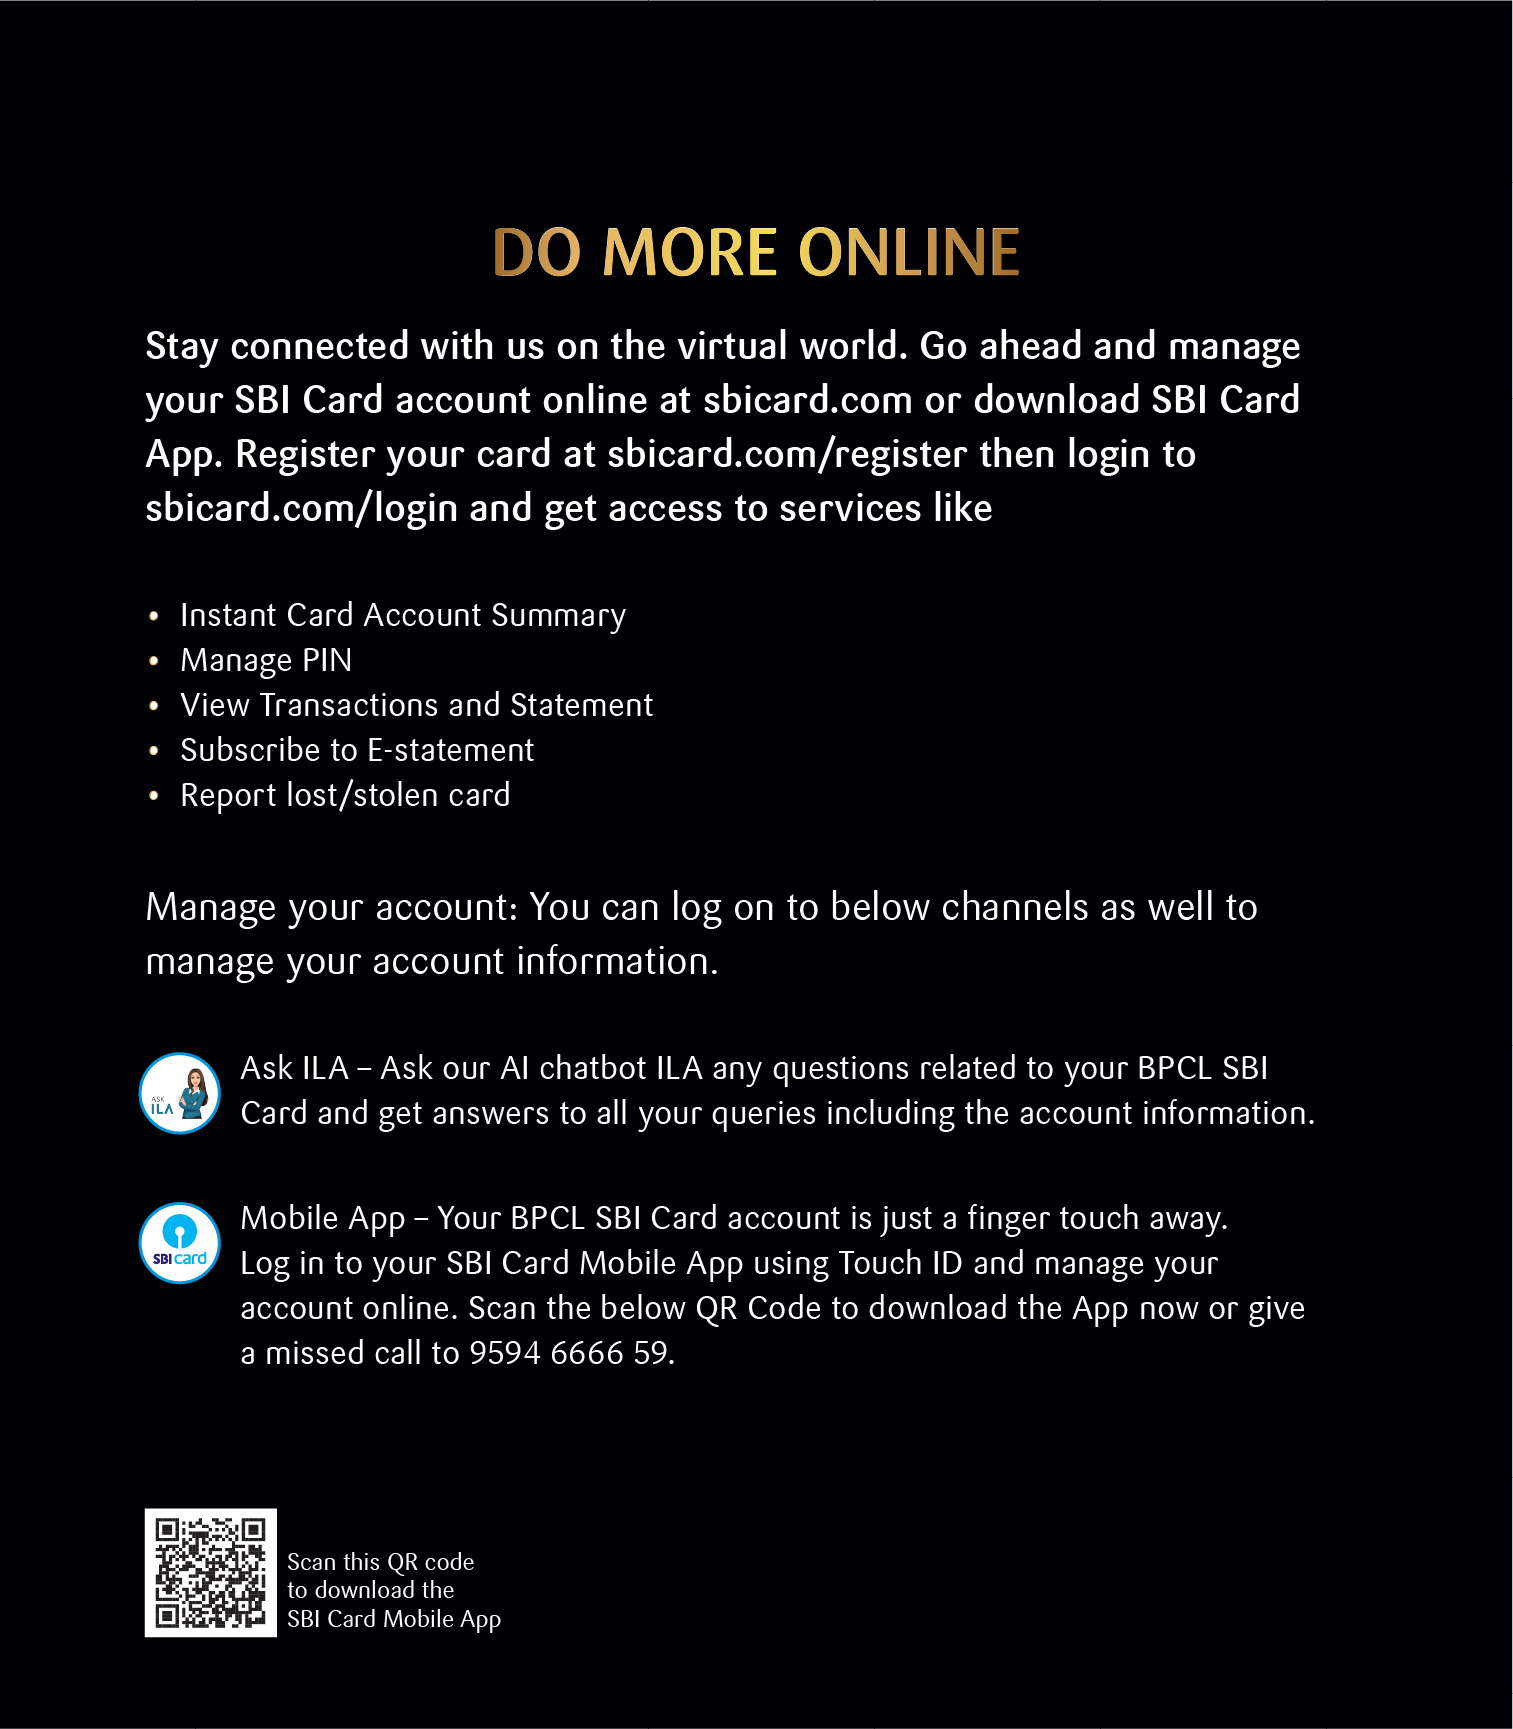 DO MORE ONLINE
Stay connected with us on the virtual world. Go ahead and manage
your SBI Card account online at sbicard.com or download SBI Card
App. Register your card at sbicard.com/register then login to
sbicard.com/login and get access to services like
• Instant Card Account Summary
• Manage PIN
• View Transactions and Statement
• Subscribe to E-statement
• Report lost/stolen card
Manage your account: You can log on to below channels as well to
manage your account information.
ASK
ILA
Ask ILA – Ask our AI chatbot ILA any questions related to your BPCL SBI
Card and get answers to all your queries including the account information.
SBI card
Mobile App – Your BPCL SBI Card account is just a finger touch away.
Log in to your SBI Card Mobile App using Touch ID and manage your
account online. Scan the below QR Code to download the App now or give
a missed call to 9594 6666 59.
Scan this QR code
to download the
SBI Card Mobile App